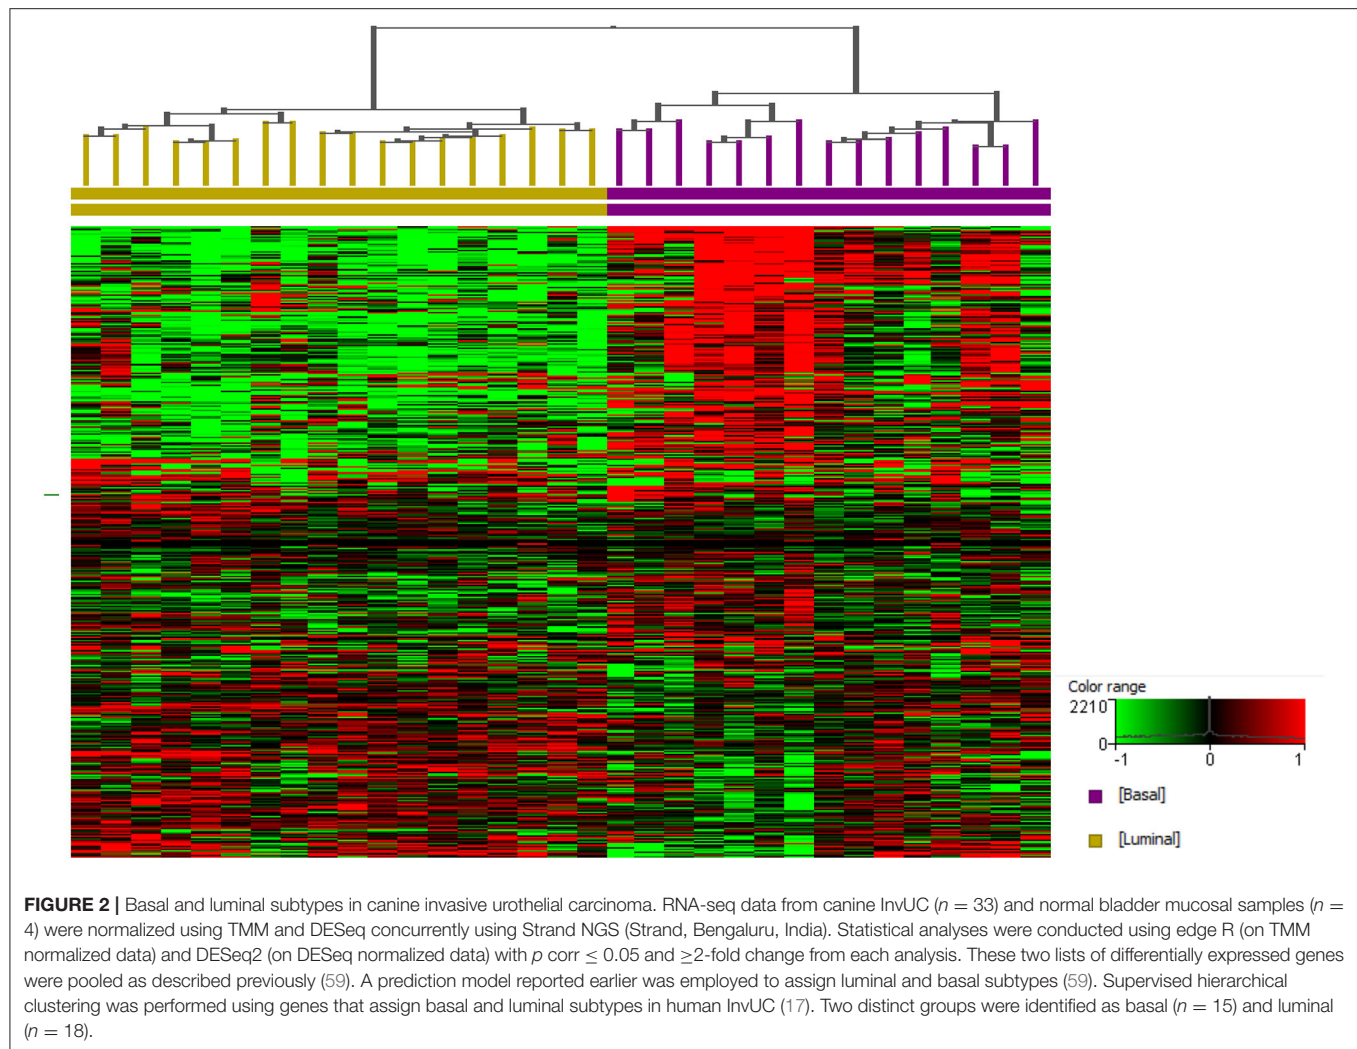 Color range
2210
0
-1 0 1
[Basal]
[Luminal]
FIGURE 2 | Basal and luminal subtypes in canine invasive urothelial carcinoma. RNA-seq data from canine InvUC (n = 33) and normal bladder mucosal samples (n =
4) were normalized using TMM and DESeq concurrently using Strand NGS (Strand, Bengaluru, India). Statistical analyses were conducted using edge R (on TMM
normalized data) and DESeq2 (on DESeq normalized data) with p corr ≤ 0.05 and ≥2-fold change from each analysis. These two lists of differentially expressed genes
were pooled as described previously (59). A prediction model reported earlier was employed to assign luminal and basal subtypes (59). Supervised hierarchical
clustering was performed using genes that assign basal and luminal subtypes in human InvUC (17). Two distinct groups were identified as basal (n = 15) and luminal
(n = 18).